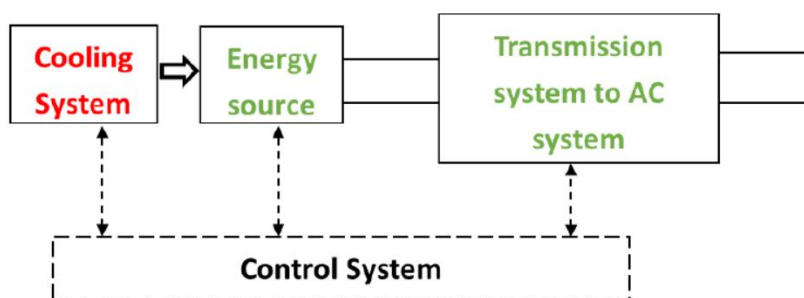 Cooling
System
Energy
source
Transmission
system to AC
system
Control System